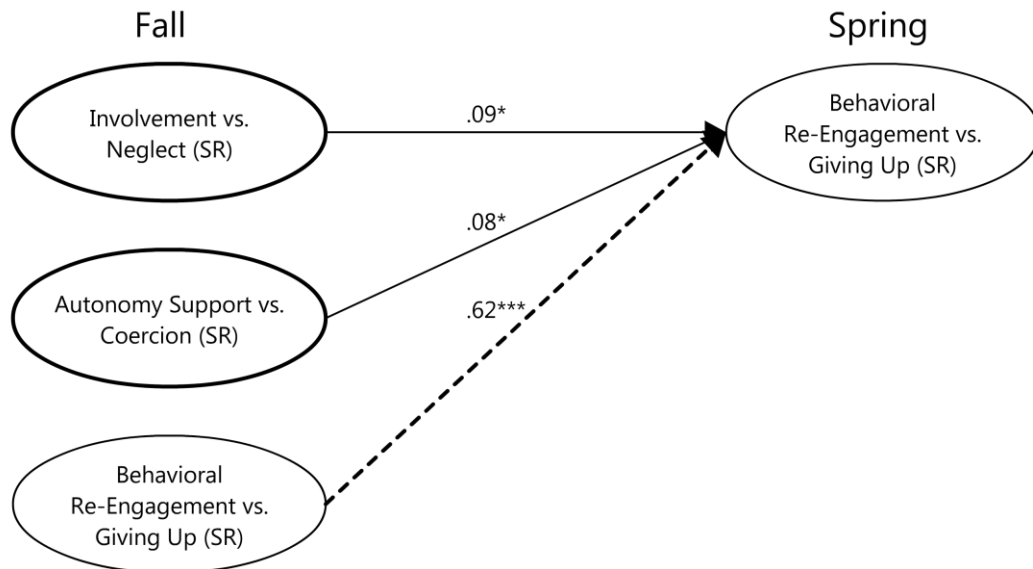 Fall
Spring
Involvement vs.
Neglect (SR)
.09*
Behavioral
Re-Engagement vs.
Giving Up (SR)
.08*
Autonomy Support vs.
Coercion (SR)
.62***
Behavioral
Re-Engagement vs.
Giving Up (SR)